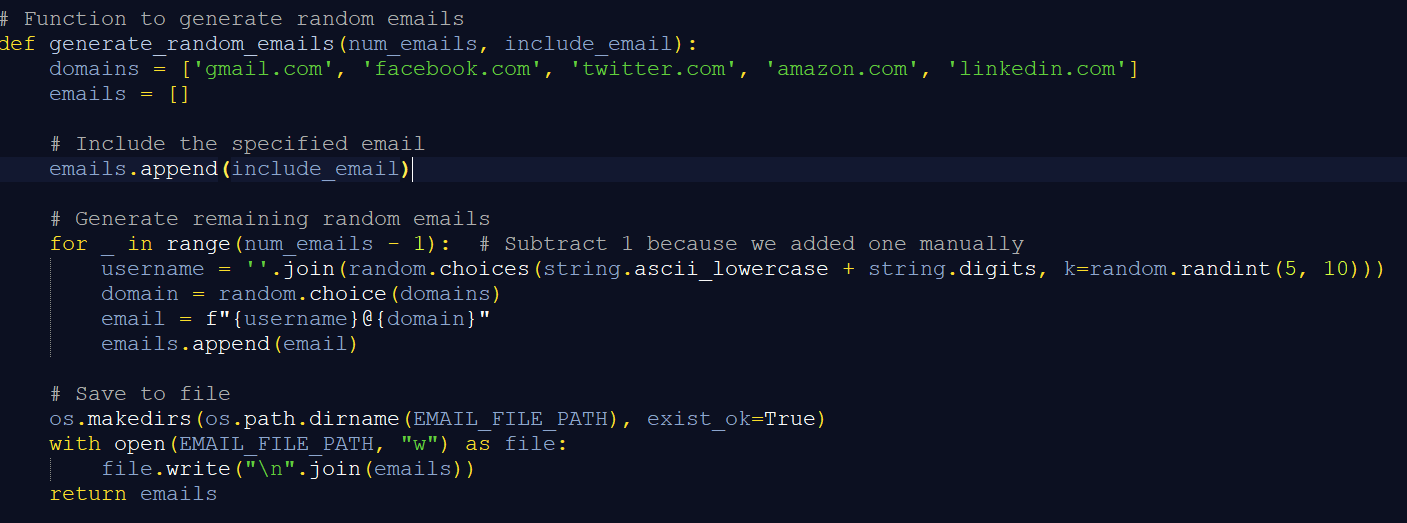 # Function to generate random emails
def generate_random_emails(num_emails, include_email):
    domains = ['gmail.com', 'facebook.com', 'twitter.com', 'amazon.com', 'linkedin.com']
    emails = []

    # Include the specified email
    emails.append(include_email)

    # Generate remaining random emails
    for _ in range(num_emails - 1):  # Subtract 1 because we added one manually
        username = ''.join(random.choices(string.ascii_lowercase + string.digits, k=random.randint(5, 10)))
        domain = random.choice(domains)
        email = f"{username}@{domain}"
        emails.append(email)

    # Save to file
    os.makedirs(os.path.dirname(EMAIL_FILE_PATH), exist_ok=True)
    with open(EMAIL_FILE_PATH, "w") as file:
        file.write("\n".join(emails))
    return emails